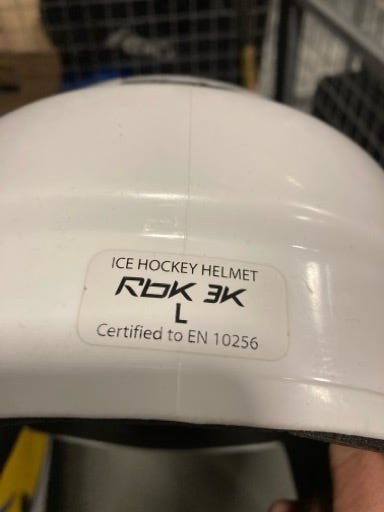 ICE HOCKEY HELMET
RbK 3K
L
Certified to EN 10256